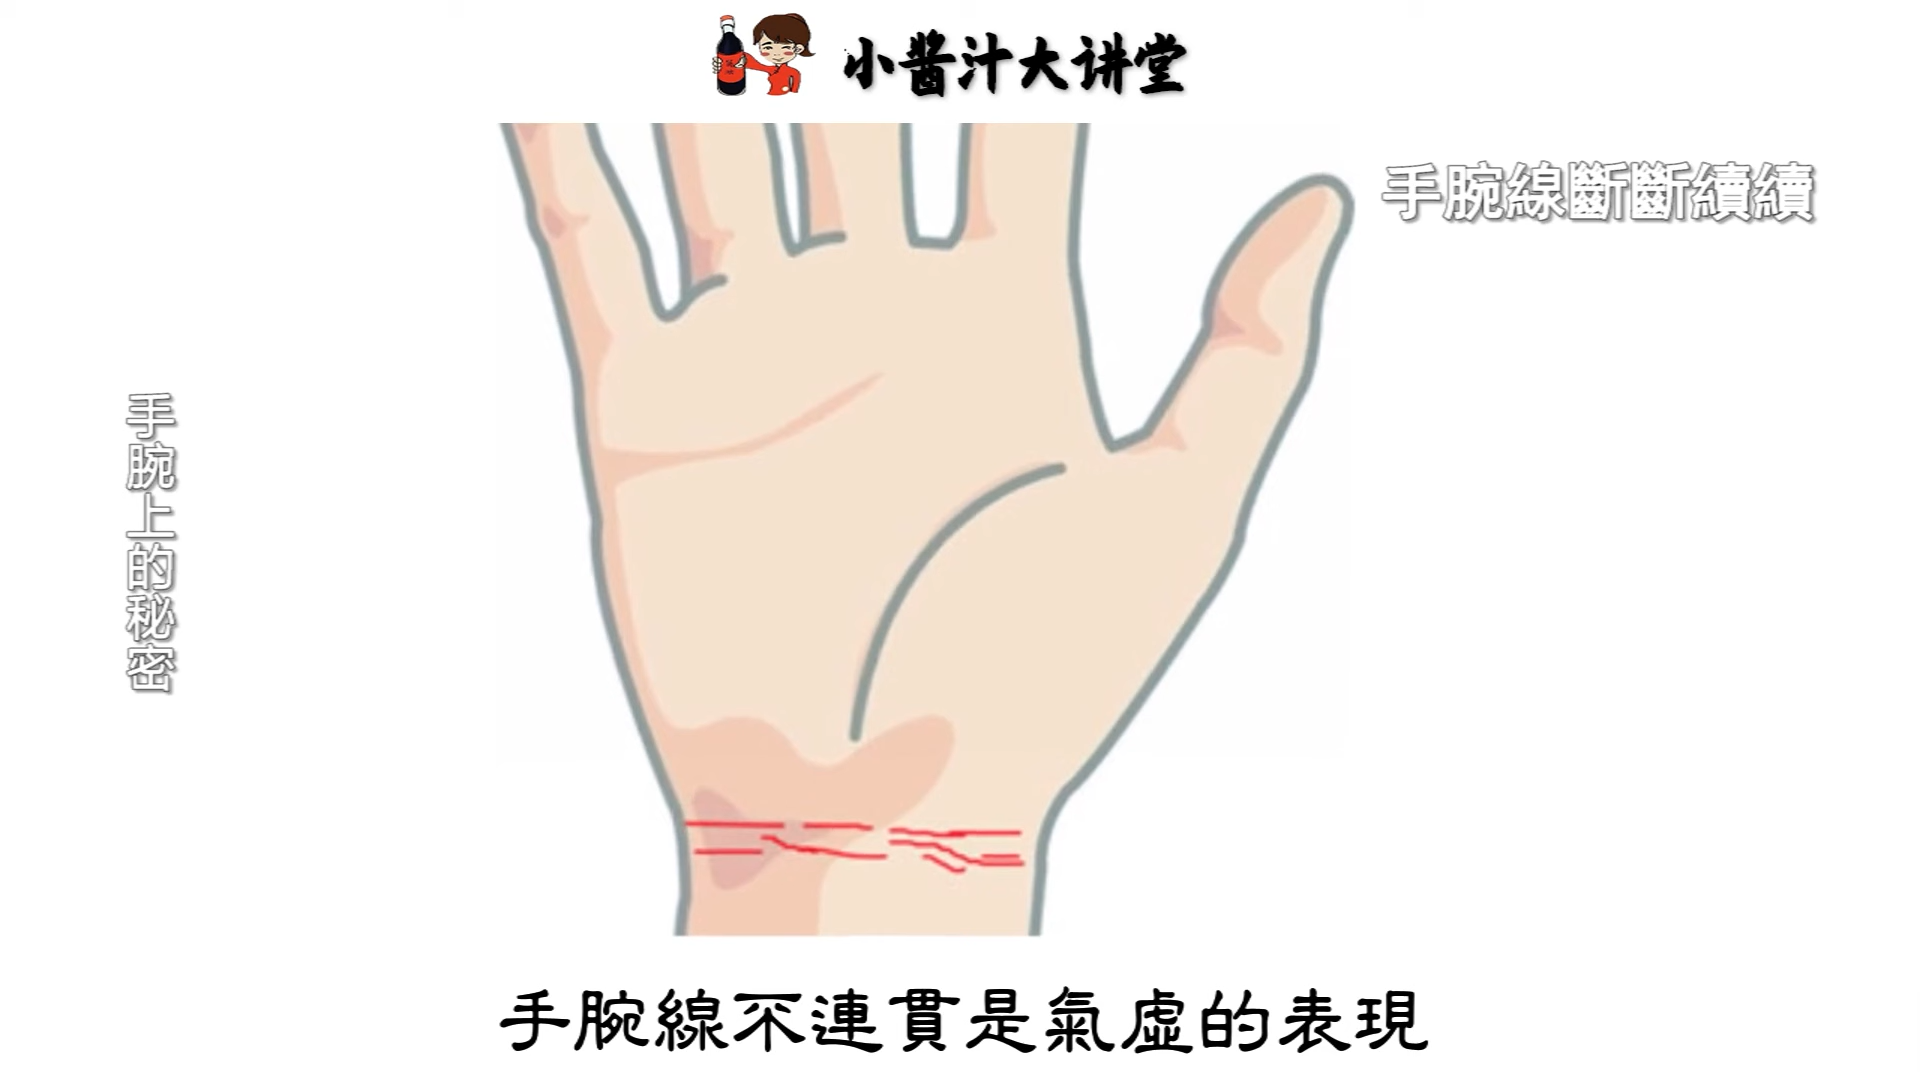 小酱汁大讲堂
手腕線斷斷續續
手腕上的秘密
手腕線不連貫是氣虛的表現